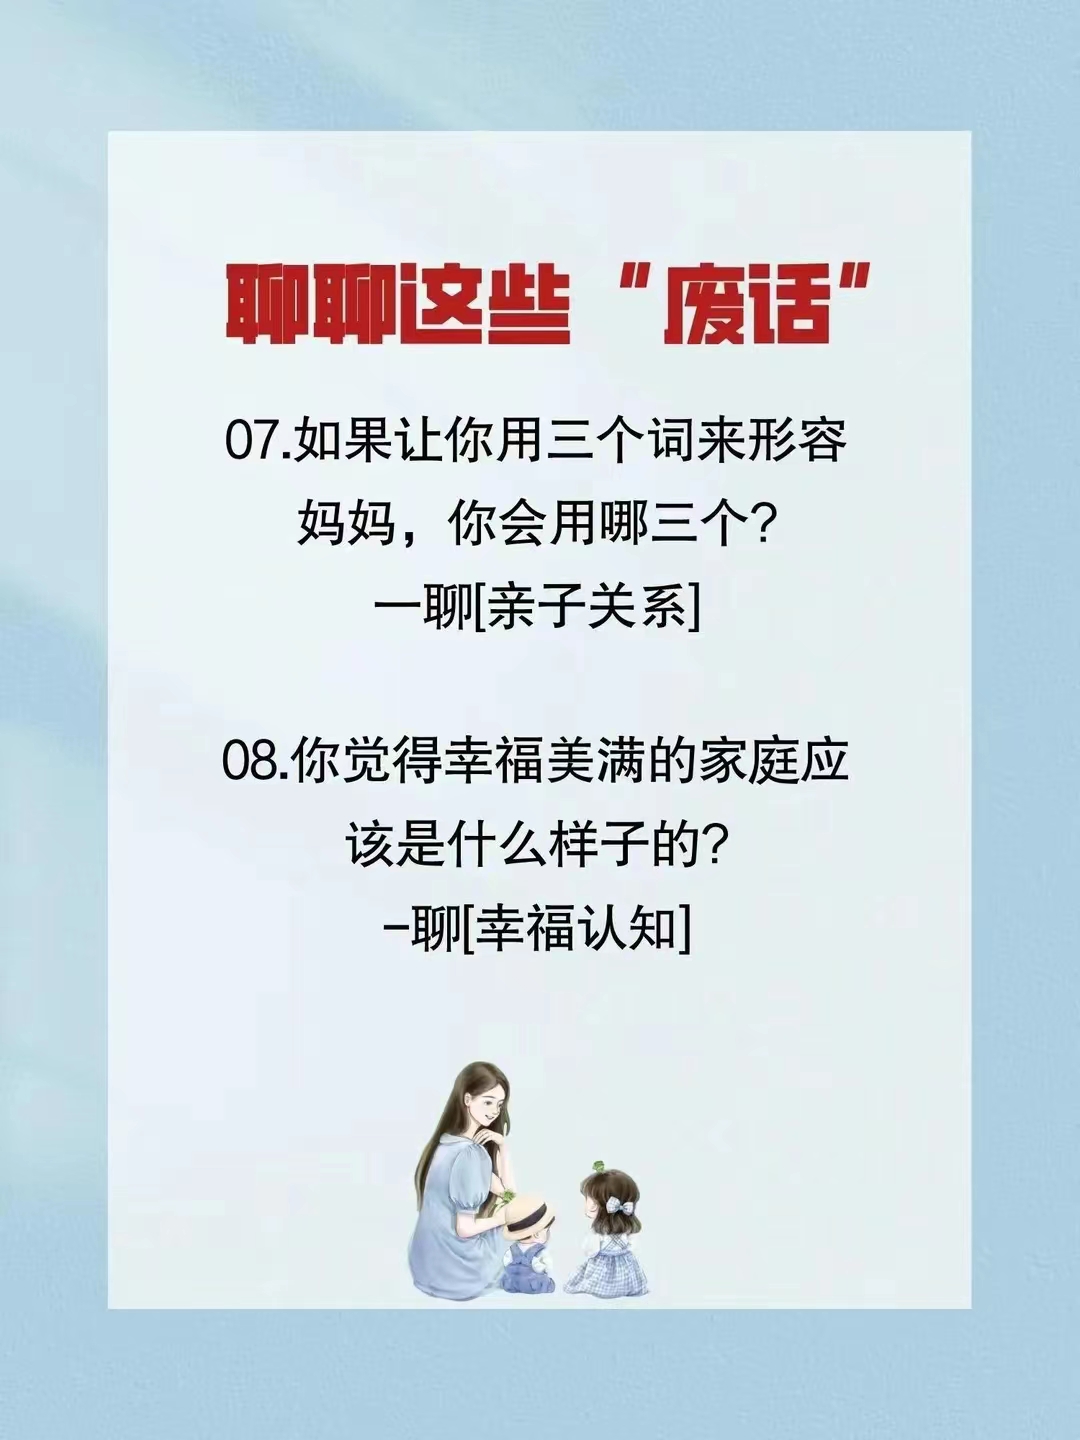 聊聊这些“废话”
07.如果让你用三个词来形容
妈妈，你会用哪三个?
一聊[亲子关系]
08.你觉得幸福美满的家庭应
该是什么样子的?
-聊[幸福认知]